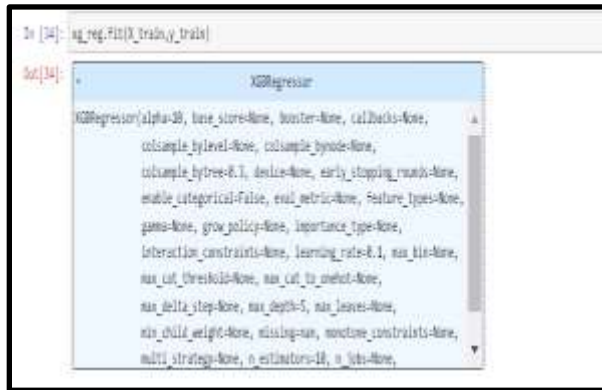 In [34]: xg_reg.fit(X_train,y_train)
Out[34]:
XGBRegressor
XGBRegressor(alpha=10, base_score=None, booster=None, callbacks=None,
colsample_bylevel=None, colsample_bynode=None,
colsample_bytree=0.3, device=None, early_stopping_rounds=None,
enable_categorical=False, eval_metric=None, feature_types=None,
gamma=None, grow_policy=None, importance_type=None,
interaction_constraints=None, learning_rate=0.1, max_bin=None,
max_cat_threshold=None, max_cat_to_onehot=None,
max_delta_step=None, max_depth=5, max_leaves=None,
min_child_weight=None, missing=nan, monotone_constraints=None,
multi_strategy=None, n_estimators=10, n_jobs=None,